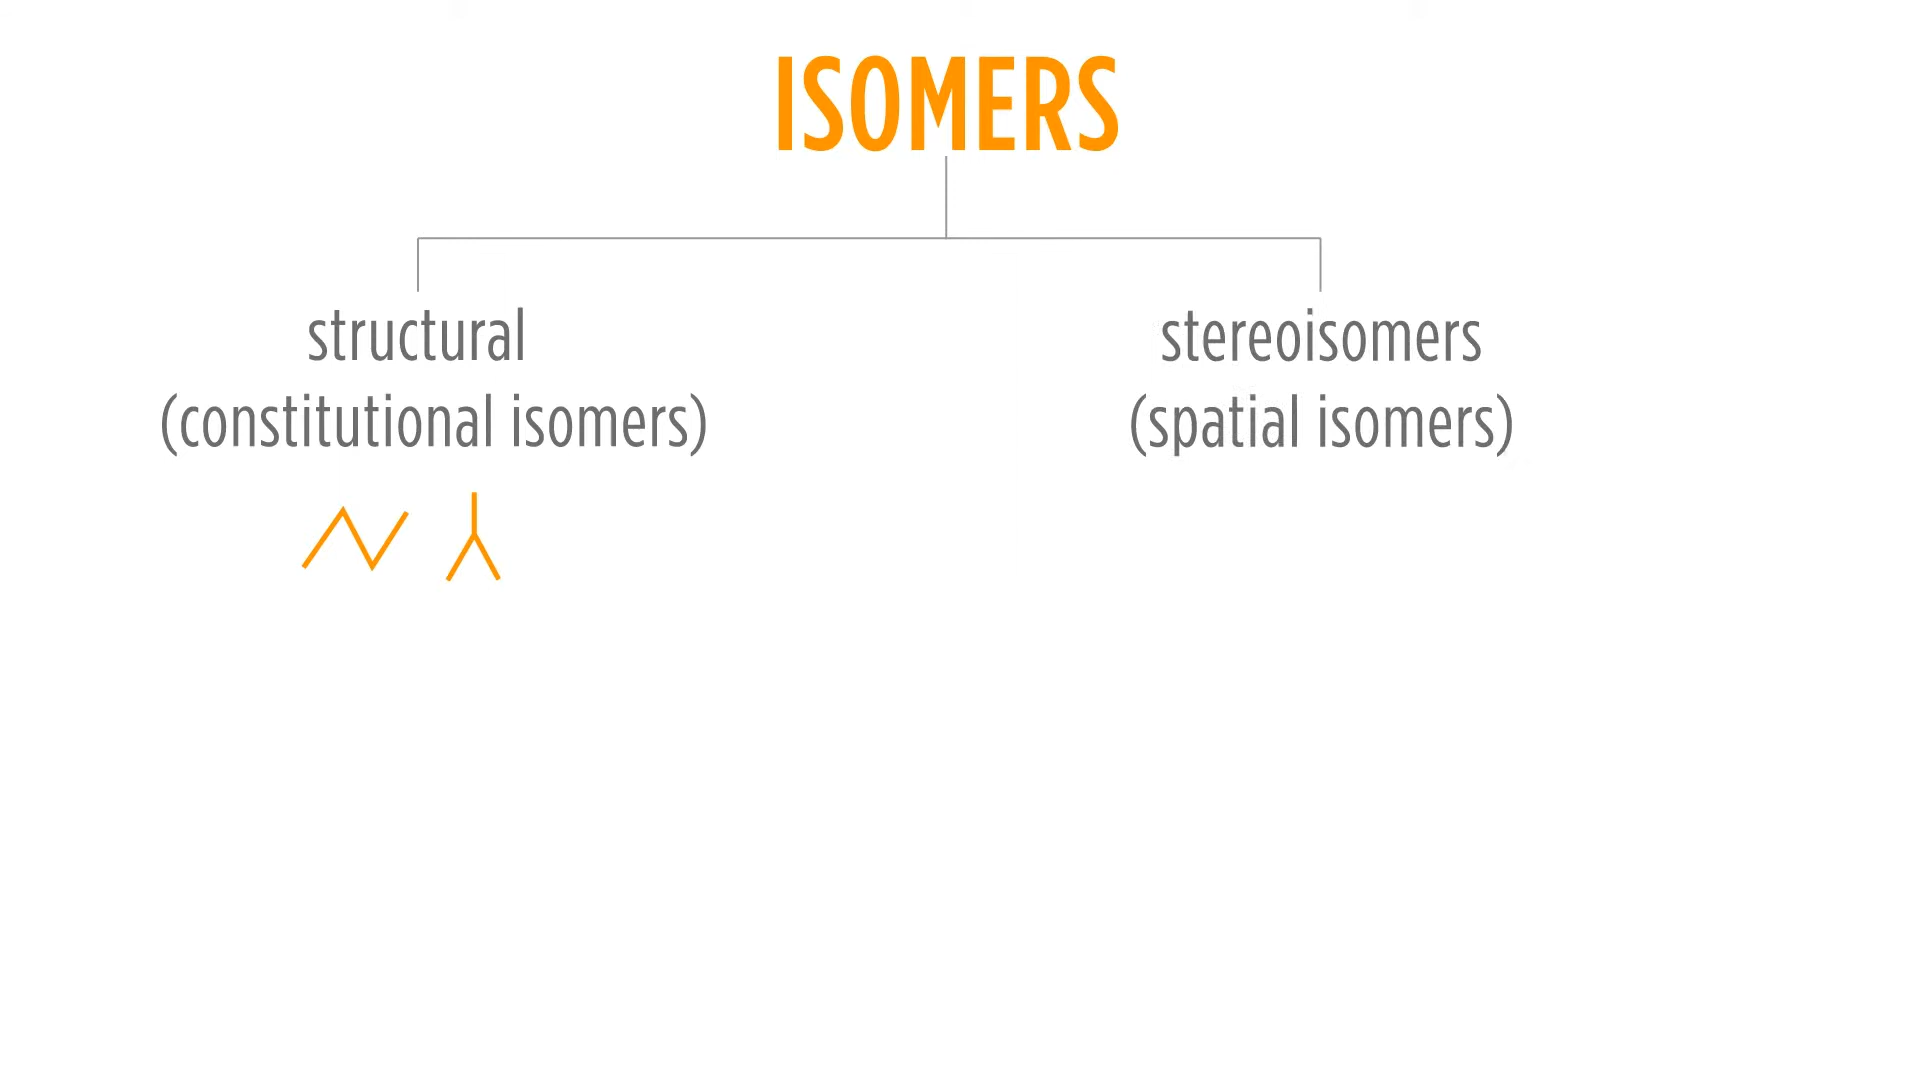 ISOMERS
structural
(constitutional isomers)
stereoisomers
(spatial isomers)